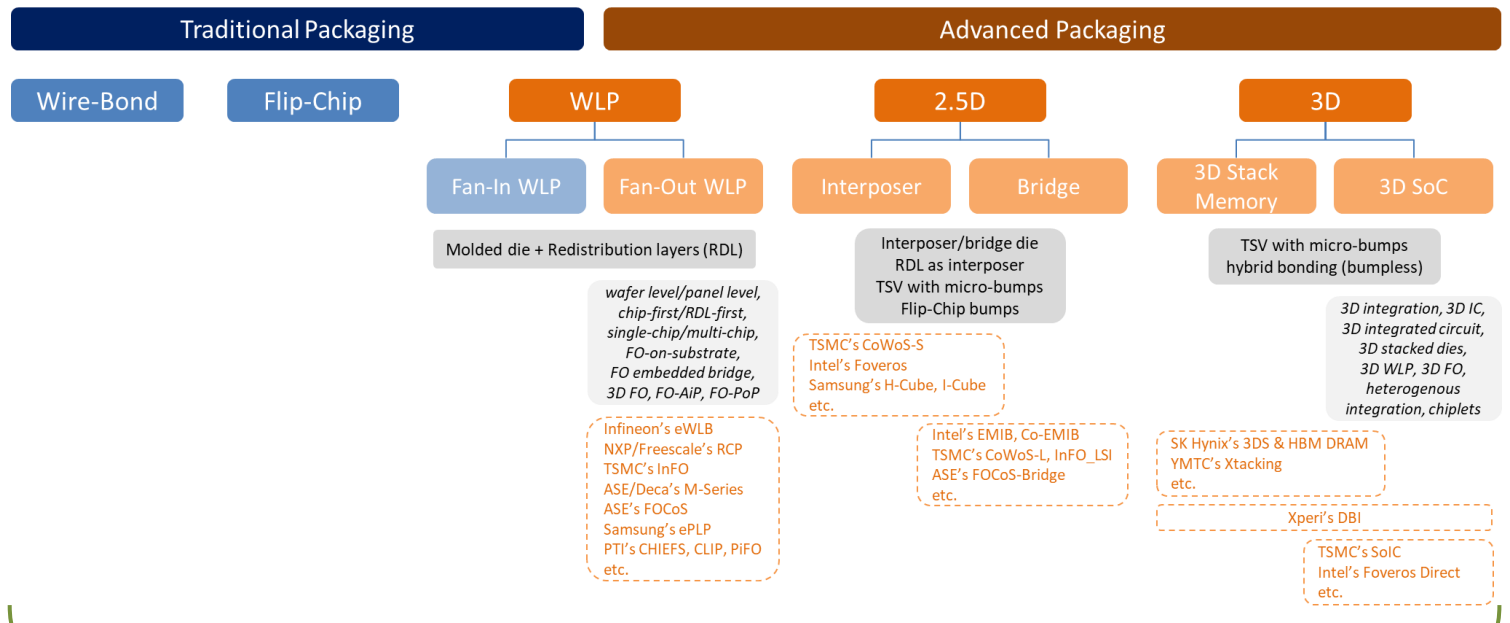 Traditional Packaging
Advanced Packaging
Wire-Bond
Flip-Chip
WLP
2.5D
3D
Fan-In WLP
Fan-Out WLP
Interposer
Bridge
3D Stack
Memory
3D SoC
Molded die + Redistribution layers (RDL)
Interposer/bridge die
RDL as interposer
TSV with micro-bumps
Flip-Chip bumps
TSV with micro-bumps
hybrid bonding (bumpless)
wafer level/panel level,
chip-first/RDL-first,
single-chip/multi-chip,
FO-on-substrate,
FO embedded bridge,
3D FO, FO-AiP, FO-PoP
3D integration, 3D IC,
3D integrated circuit,
3D stacked dies,
3D WLP, 3D FO,
heterogenous
integration, chiplets
TSMC's CoWoS-S
Intel's Foveros
Samsung's H-Cube, I-Cube
etc.
Infineon's eWLB
NXP/Freescale's RCP
TSMC's InFO
ASE/Deca's M-Series
ASE's FOCoS
Samsung's ePLP
PTI's CHIEFS, CLIP, PiFO
etc.
Intel's EMIB, Co-EMIB
TSMC's CoWoS-L, InFO_LSI
ASE's FOCoS-Bridge
etc.
SK Hynix's 3DS & HBM DRAM
YMTC's Xtacking
etc.
Xperi's DBI
TSMC's SoIC
Intel's Foveros Direct
etc.